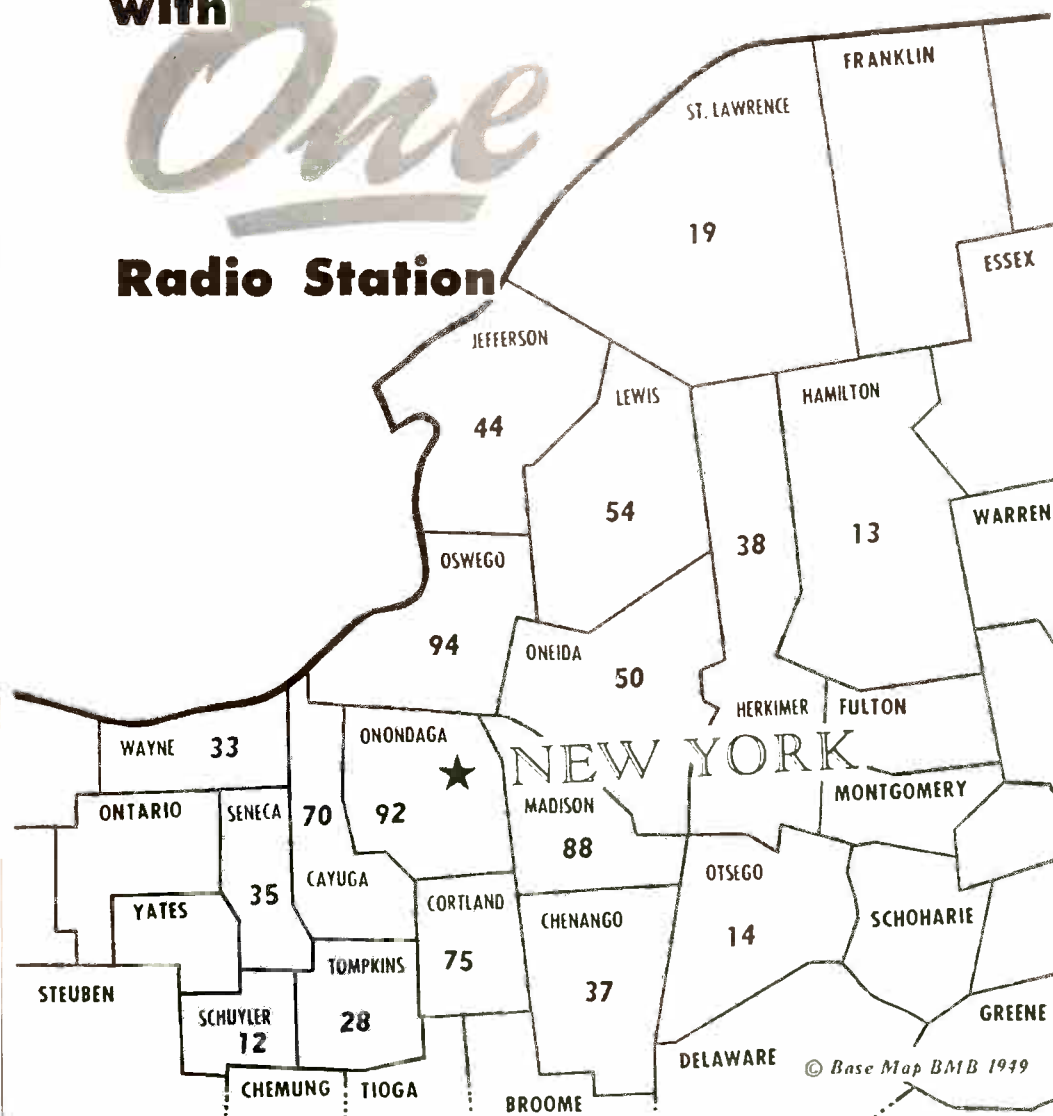 with
One
Radio Station
FRANKLIN
ST. LAWRENCE
19
ESSEX
JEFFERSON
44
LEWIS
54
HAMILTON
13
38
WARREN
OSWEGO
94
ONEIDA
50
HERKIMER
FULTON
WAYNE 33
ONONDAGA
92
NEW YORK
MADISON
88
MONTGOMERY
ONTARIO
SENECA
35
70
CAYUGA
OTSEGO
14
YATES
CORTLAND
75
CHENANGO
37
SCHOHARIE
TOMPKINS
28
STEUBEN
SCHUYLER
12
GREENE
DELAWARE
© Base Map BMB 1949
CHEMUNG
TIOGA
BROOME